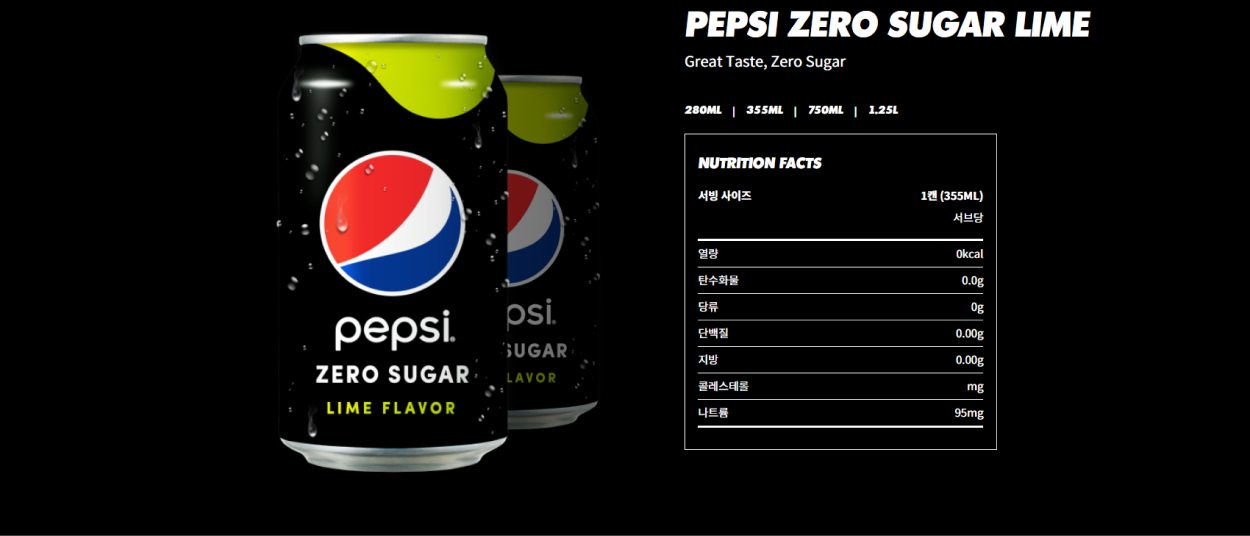 PEPSI ZERO SUGAR LIME
Great Taste, Zero Sugar
280ML | 355ML | 750ML | 1.25L
NUTRITION FACTS
서빙 사이즈 1캔 (355ML)
서브당
열량 0kcal
탄수화물 0.0g
당류 0g
단백질 0.00g
지방 0.00g
콜레스테롤 mg
나트륨 95mg
pepsi.
ZERO SUGAR
LIME FLAVOR
psi.
SUGAR
LAVOR